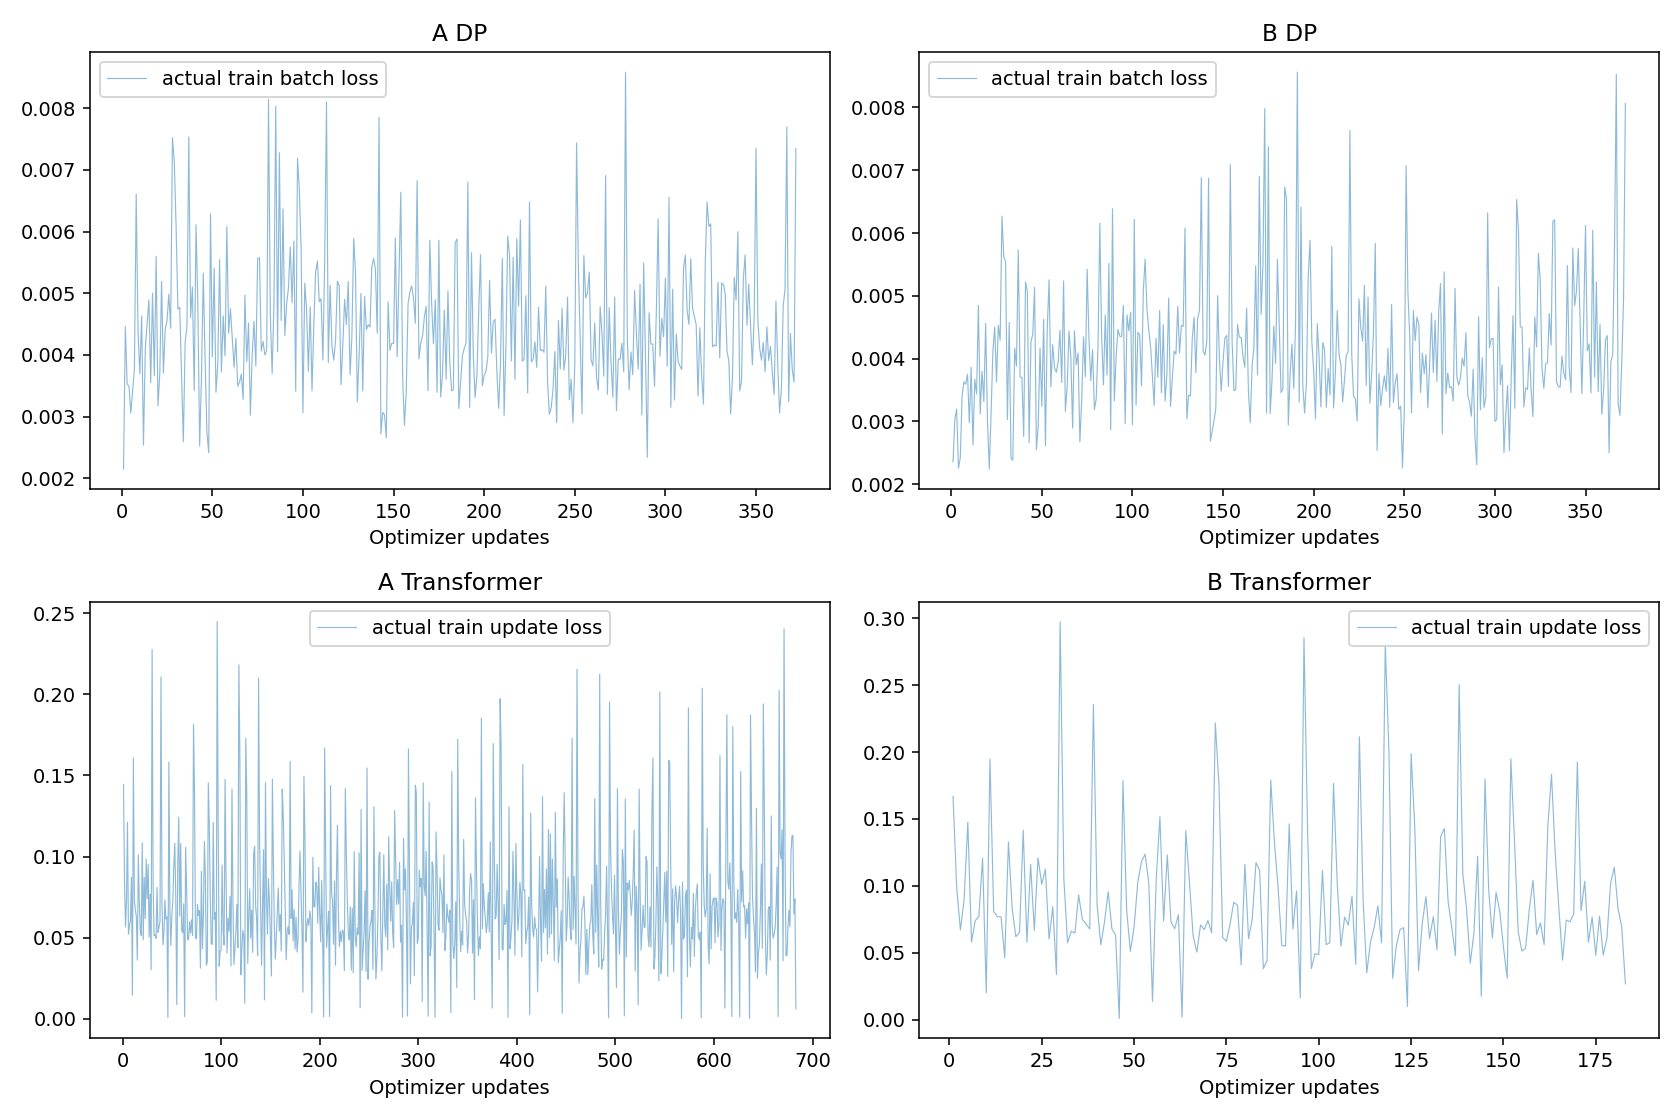 A DP
actual train batch loss
0.008
0.007
0.006
0.005
0.004
0.003
0.002
0 50 100 150 200 250 300 350
Optimizer updates
B DP
actual train batch loss
0.008
0.007
0.006
0.005
0.004
0.003
0.002
0 50 100 150 200 250 300 350
Optimizer updates
A Transformer
actual train update loss
0.25
0.20
0.15
0.10
0.05
0.00
0 100 200 300 400 500 600 700
Optimizer updates
B Transformer
actual train update loss
0.30
0.25
0.20
0.15
0.10
0.05
0.00
0 25 50 75 100 125 150 175
Optimizer updates